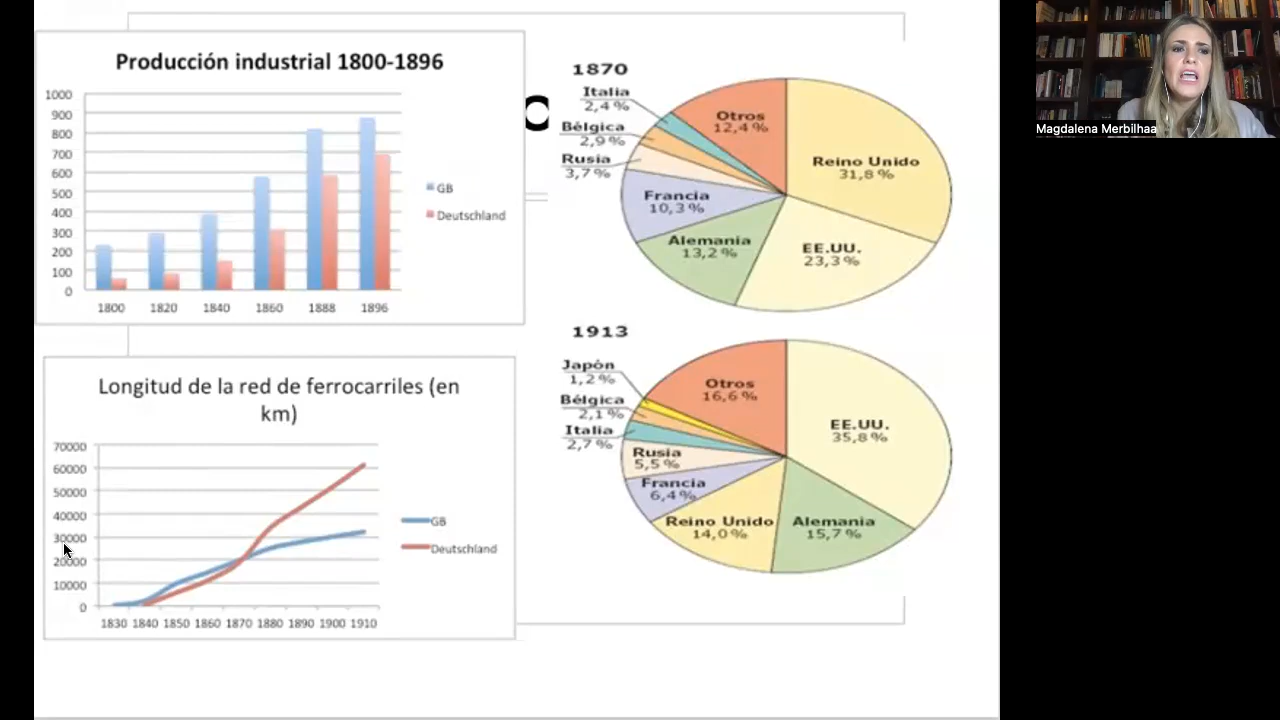 Producción industrial 1800-1896
1000
900
800
700
600
500
400
300
200
100
0
1800 1820 1840 1860 1888 1896
GB
Deutschland
Longitud de la red de ferrocarriles (en
km)
70000
60000
50000
40000
30000
20000
10000
0
1830 1840 1850 1860 1870 1880 1890 1900 1910
GB
Deutschland
1870
Italia
2,4 %
Bélgica
2,9 %
Rusia
3,7 %
Francia
10,3 %
Alemania
13,2 %
Otros
12,4 %
Reino Unido
31,8 %
EE.UU.
23,3 %
1913
Japón
1,2 %
Bélgica
2,1 %
Italia
2,7 %
Rusia
5,5 %
Francia
6,4 %
Reino Unido
14,0 %
Alemania
15,7 %
Otros
16,6 %
EE.UU.
35,8 %
Magdalena Merbilhaa